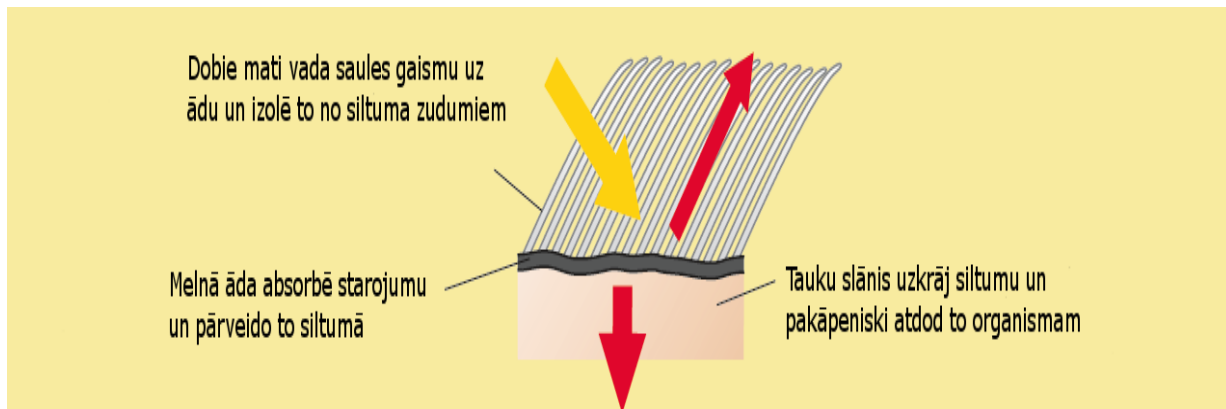 Dobie mati vada saules gaismu uz
ādu un izolē to no siltuma zudumiem
Melnā āda absorbē starojumu
un pārveido to siltumā
Tauku slānis uzkrāj siltumu un
pakāpeniski atdod to organismam